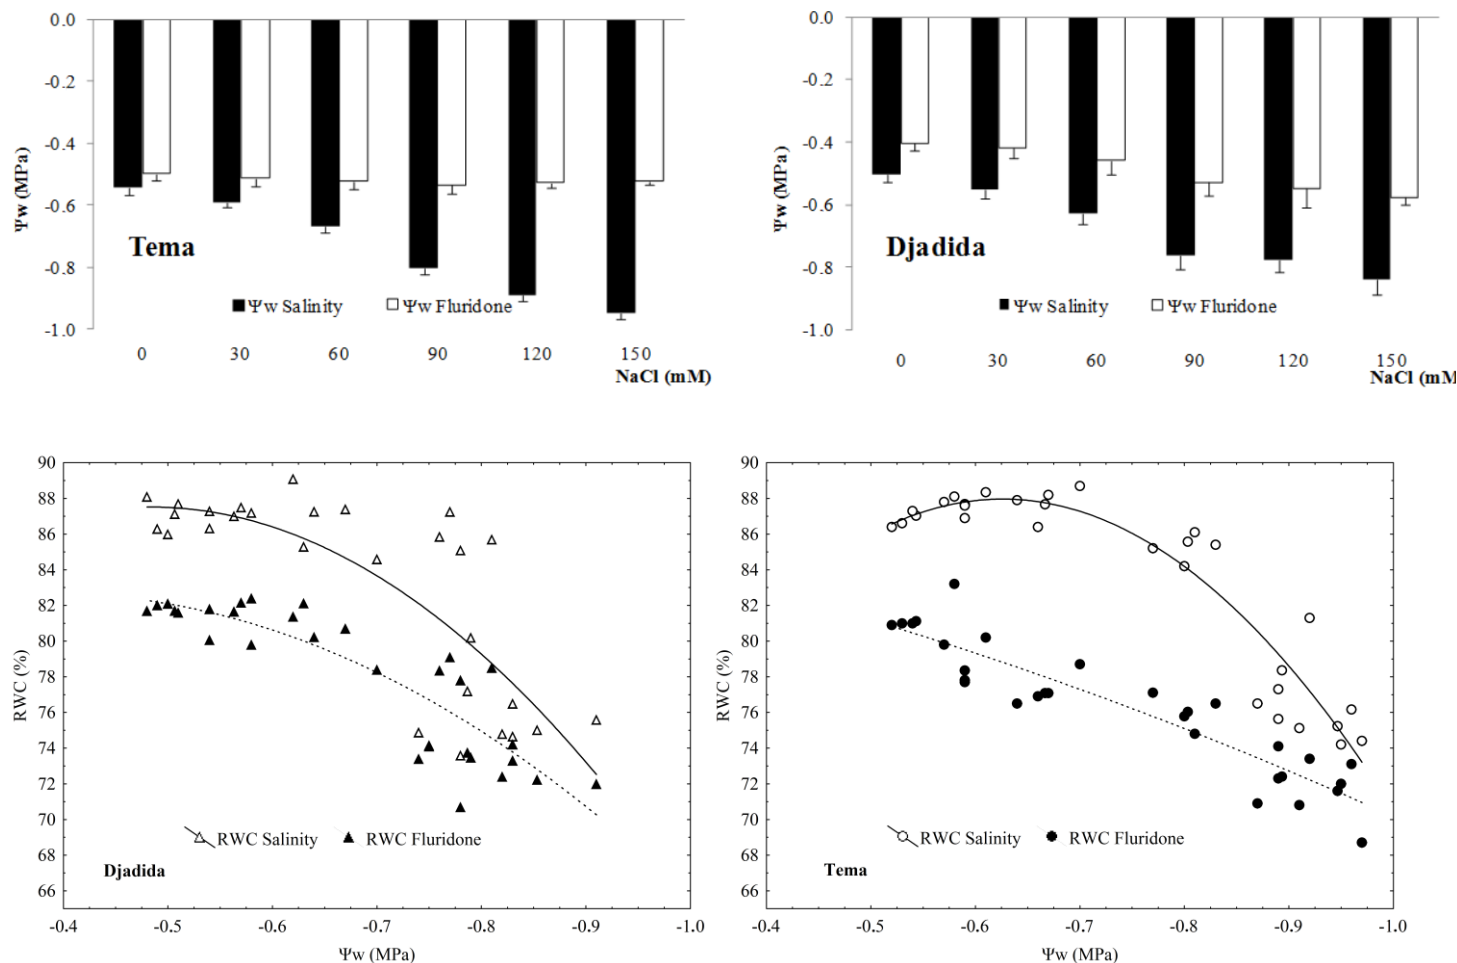 0.0
-0.2
-0.4
-0.6
-0.8
-1.0
Ψw (MPa)
Tema
Ψw Salinity Ψw Fluridone
0 30 60 90 120 150
NaCl (mM)
0.0
-0.2
-0.4
-0.6
-0.8
-1.0
Ψw (MPa)
Djadida
Ψw Salinity Ψw Fluridone
0 30 60 90 120 150
NaCl (mM
90
88
86
84
82
80
78
76
74
72
70
68
66
RWC (%)
RWC Salinity RWC Fluridone
Djadida
-0.4 -0.5 -0.6 -0.7 -0.8 -0.9 -1.0
Ψw (MPa)
90
88
86
84
82
80
78
76
74
72
70
68
66
RWC (%)
RWC Salinity RWC Fluridone
Tema
-0.4 -0.5 -0.6 -0.7 -0.8 -0.9 -1.0
Ψw (MPa)